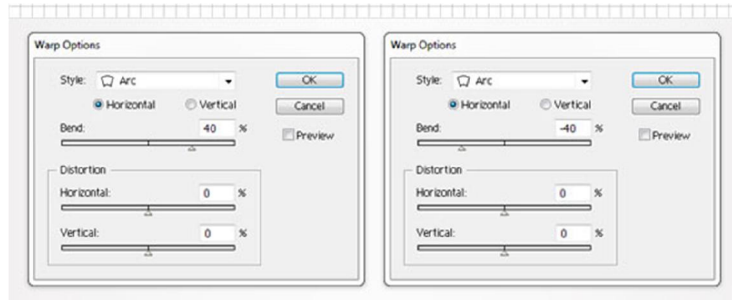 Warp Options
Style: Arc
OK
Horizontal Vertical
Cancel
Bend: 40 %
Preview
Distortion
Horizontal: 0 %
Vertical: 0 %
Warp Options
Style: Arc
OK
Horizontal Vertical
Cancel
Bend: -40 %
Preview
Distortion
Horizontal: 0 %
Vertical: 0 %